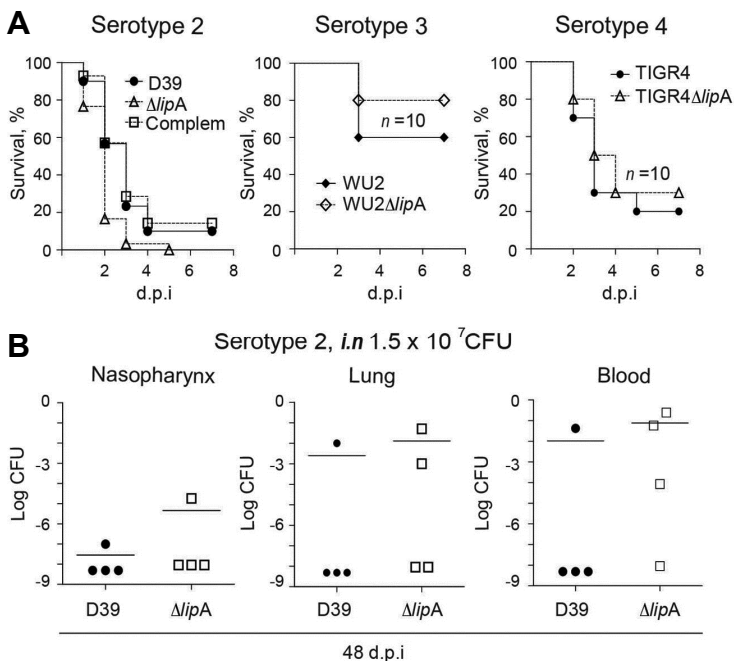 A
Serotype 2
Survival, %
100
80
60
40
20
0
2
4
6
8
d.p.i
D39
ΔlipA
Complem
Serotype 3
Survival, %
100
80
60
40
20
0
2
4
6
8
d.p.i
n=10
WU2
WU2ΔlipA
Serotype 4
Survival, %
100
80
60
40
20
0
2
4
6
8
d.p.i
TIGR4
TIGR4ΔlipA
n=10
B
Serotype 2, i.n 1.5 x 10 ⁷CFU
Nasopharynx
Log CFU
0
-3
-6
-9
D39
ΔlipA
Lung
Log CFU
0
-3
-6
-9
D39
ΔlipA
Blood
Log CFU
0
-3
-6
-9
D39
ΔlipA
48 d.p.i